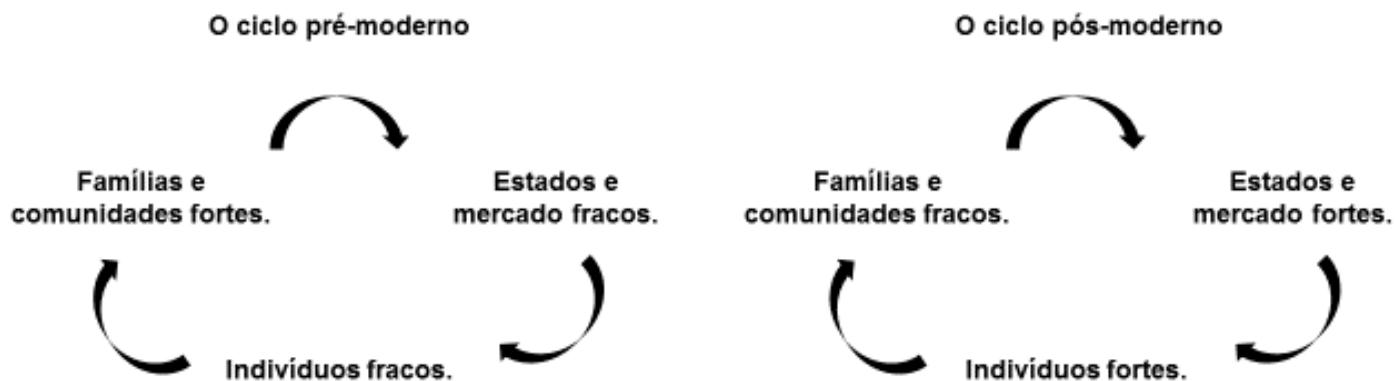 O ciclo pré-moderno
Famílias e
comunidades fortes.
Estados e
mercado fracos.
Indivíduos fracos.
O ciclo pós-moderno
Famílias e
comunidades fracos.
Estados e
mercado fortes.
Indivíduos fortes.